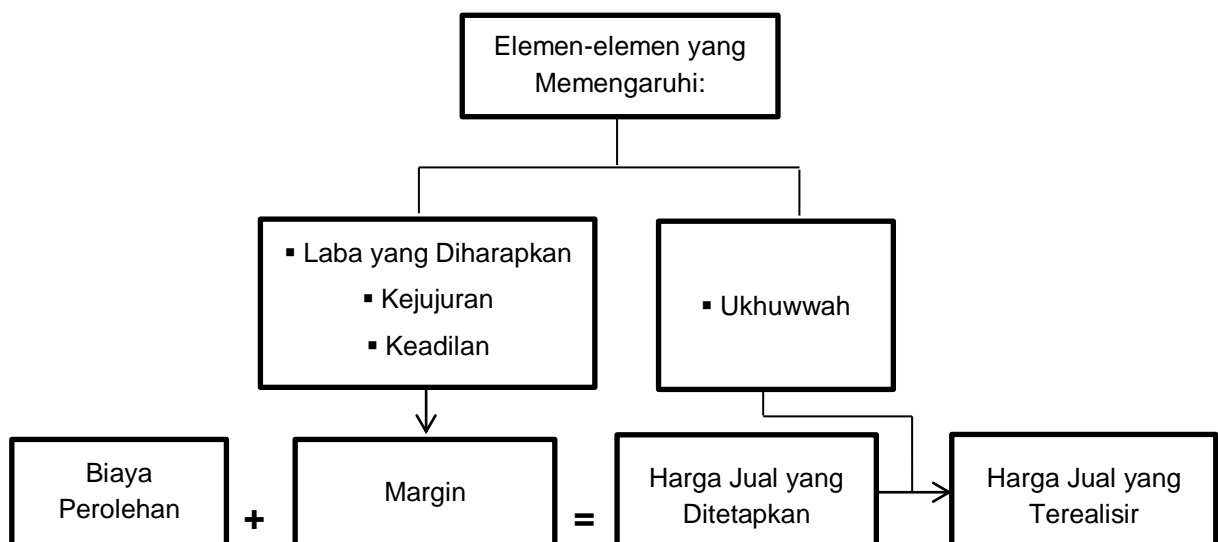 Elemen-elemen yang
Memengaruhi:
▪ Laba yang Diharapkan
▪ Kejujuran
▪ Keadilan
▪ Ukhuwwah
Biaya
Perolehan
+
Margin
=
Harga Jual yang
Ditetapkan
Harga Jual yang
Terealisir